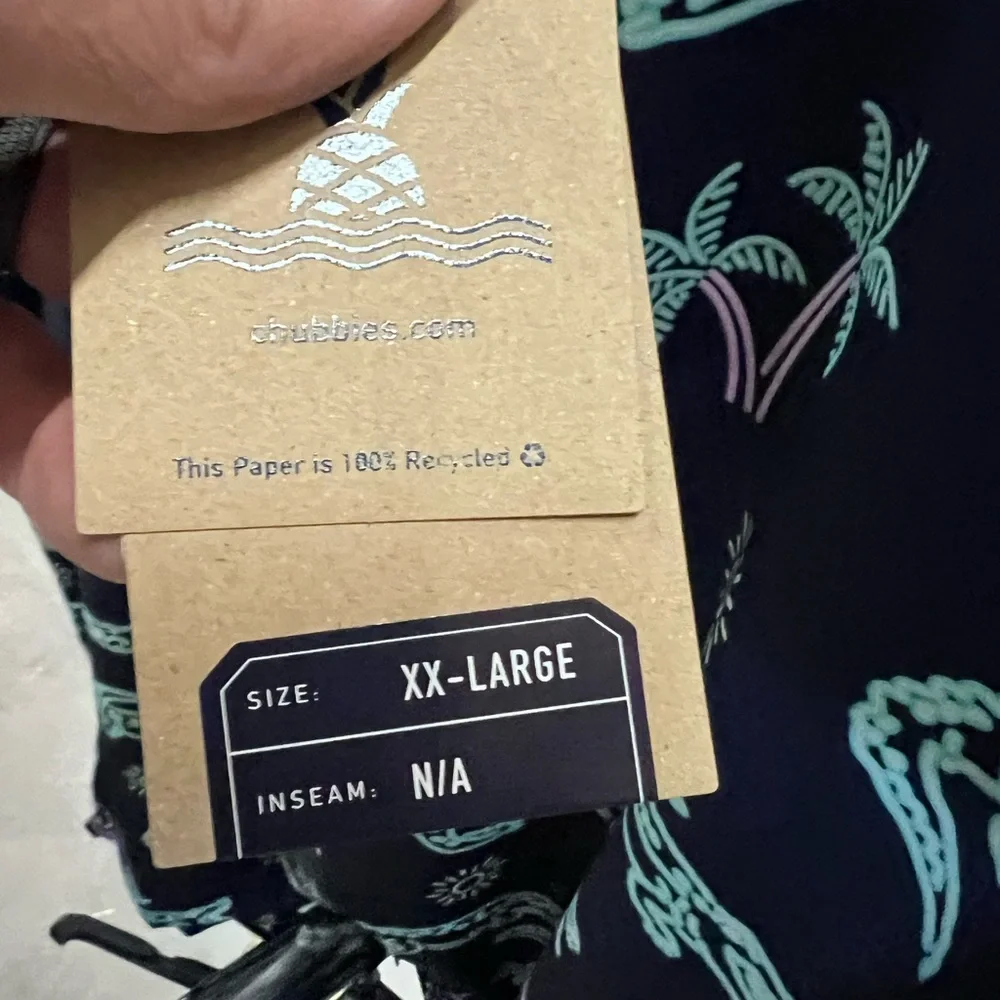 chubbies.com
This Paper is 100% Recycled
SIZE: XX-LARGE
INSEAM: N/A